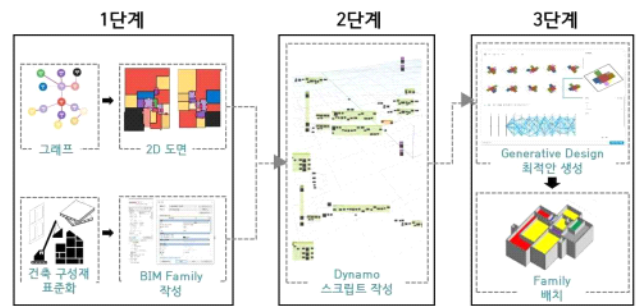 1단계
2단계
3단계
그래프
2D 도면
건축 구성재
표준화
BIM Family
작성
Dynamo
스크립트 작성
Generative Design
최적안 생성
Family
배치